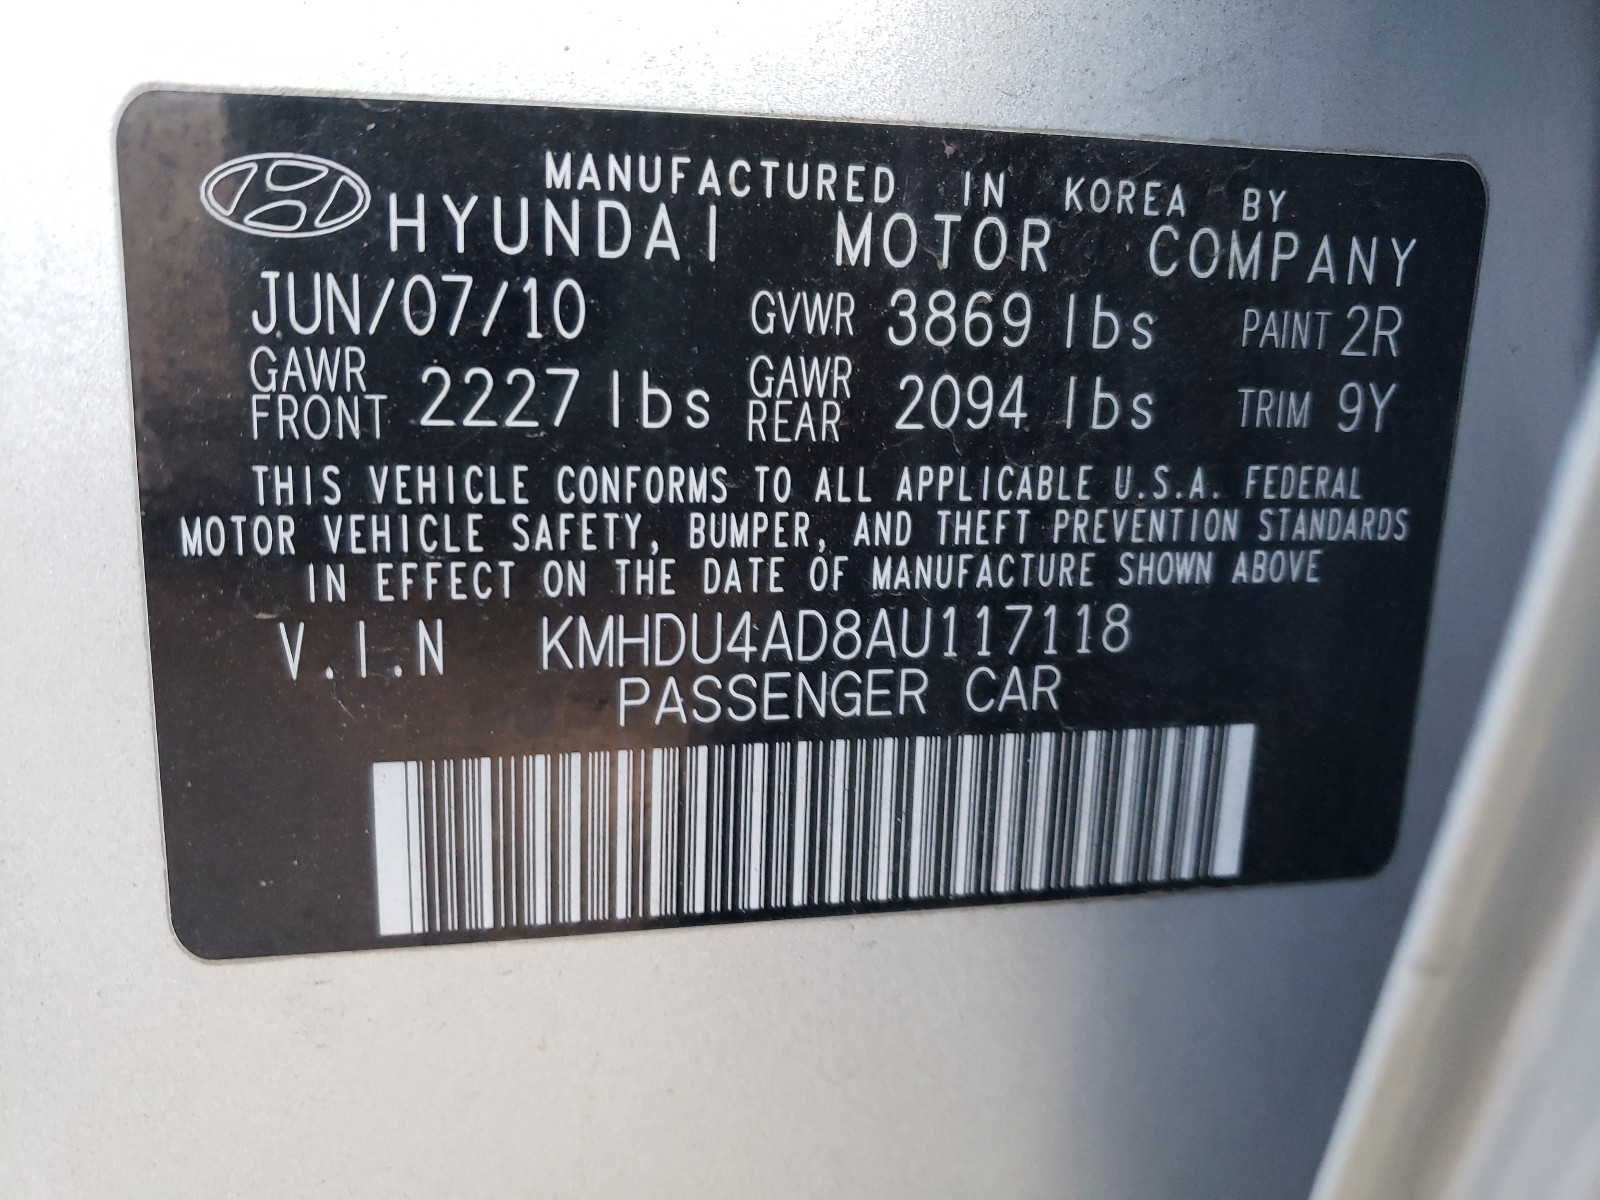 MANUFACTURED IN KOREA BY
HYUNDAI MOTOR COMPANY
JUN/07/10 GVWR 3869 lbs PAINT 2R
GAWR FRONT 2227 lbs GAWR REAR 2094 lbs TRIM 9Y
THIS VEHICLE CONFORMS TO ALL APPLICABLE U.S.A. FEDERAL
MOTOR VEHICLE SAFETY, BUMPER, AND THEFT PREVENTION STANDARDS
IN EFFECT ON THE DATE OF MANUFACTURE SHOWN ABOVE
V.I.N KMHDU4AD8AU117118
PASSENGER CAR